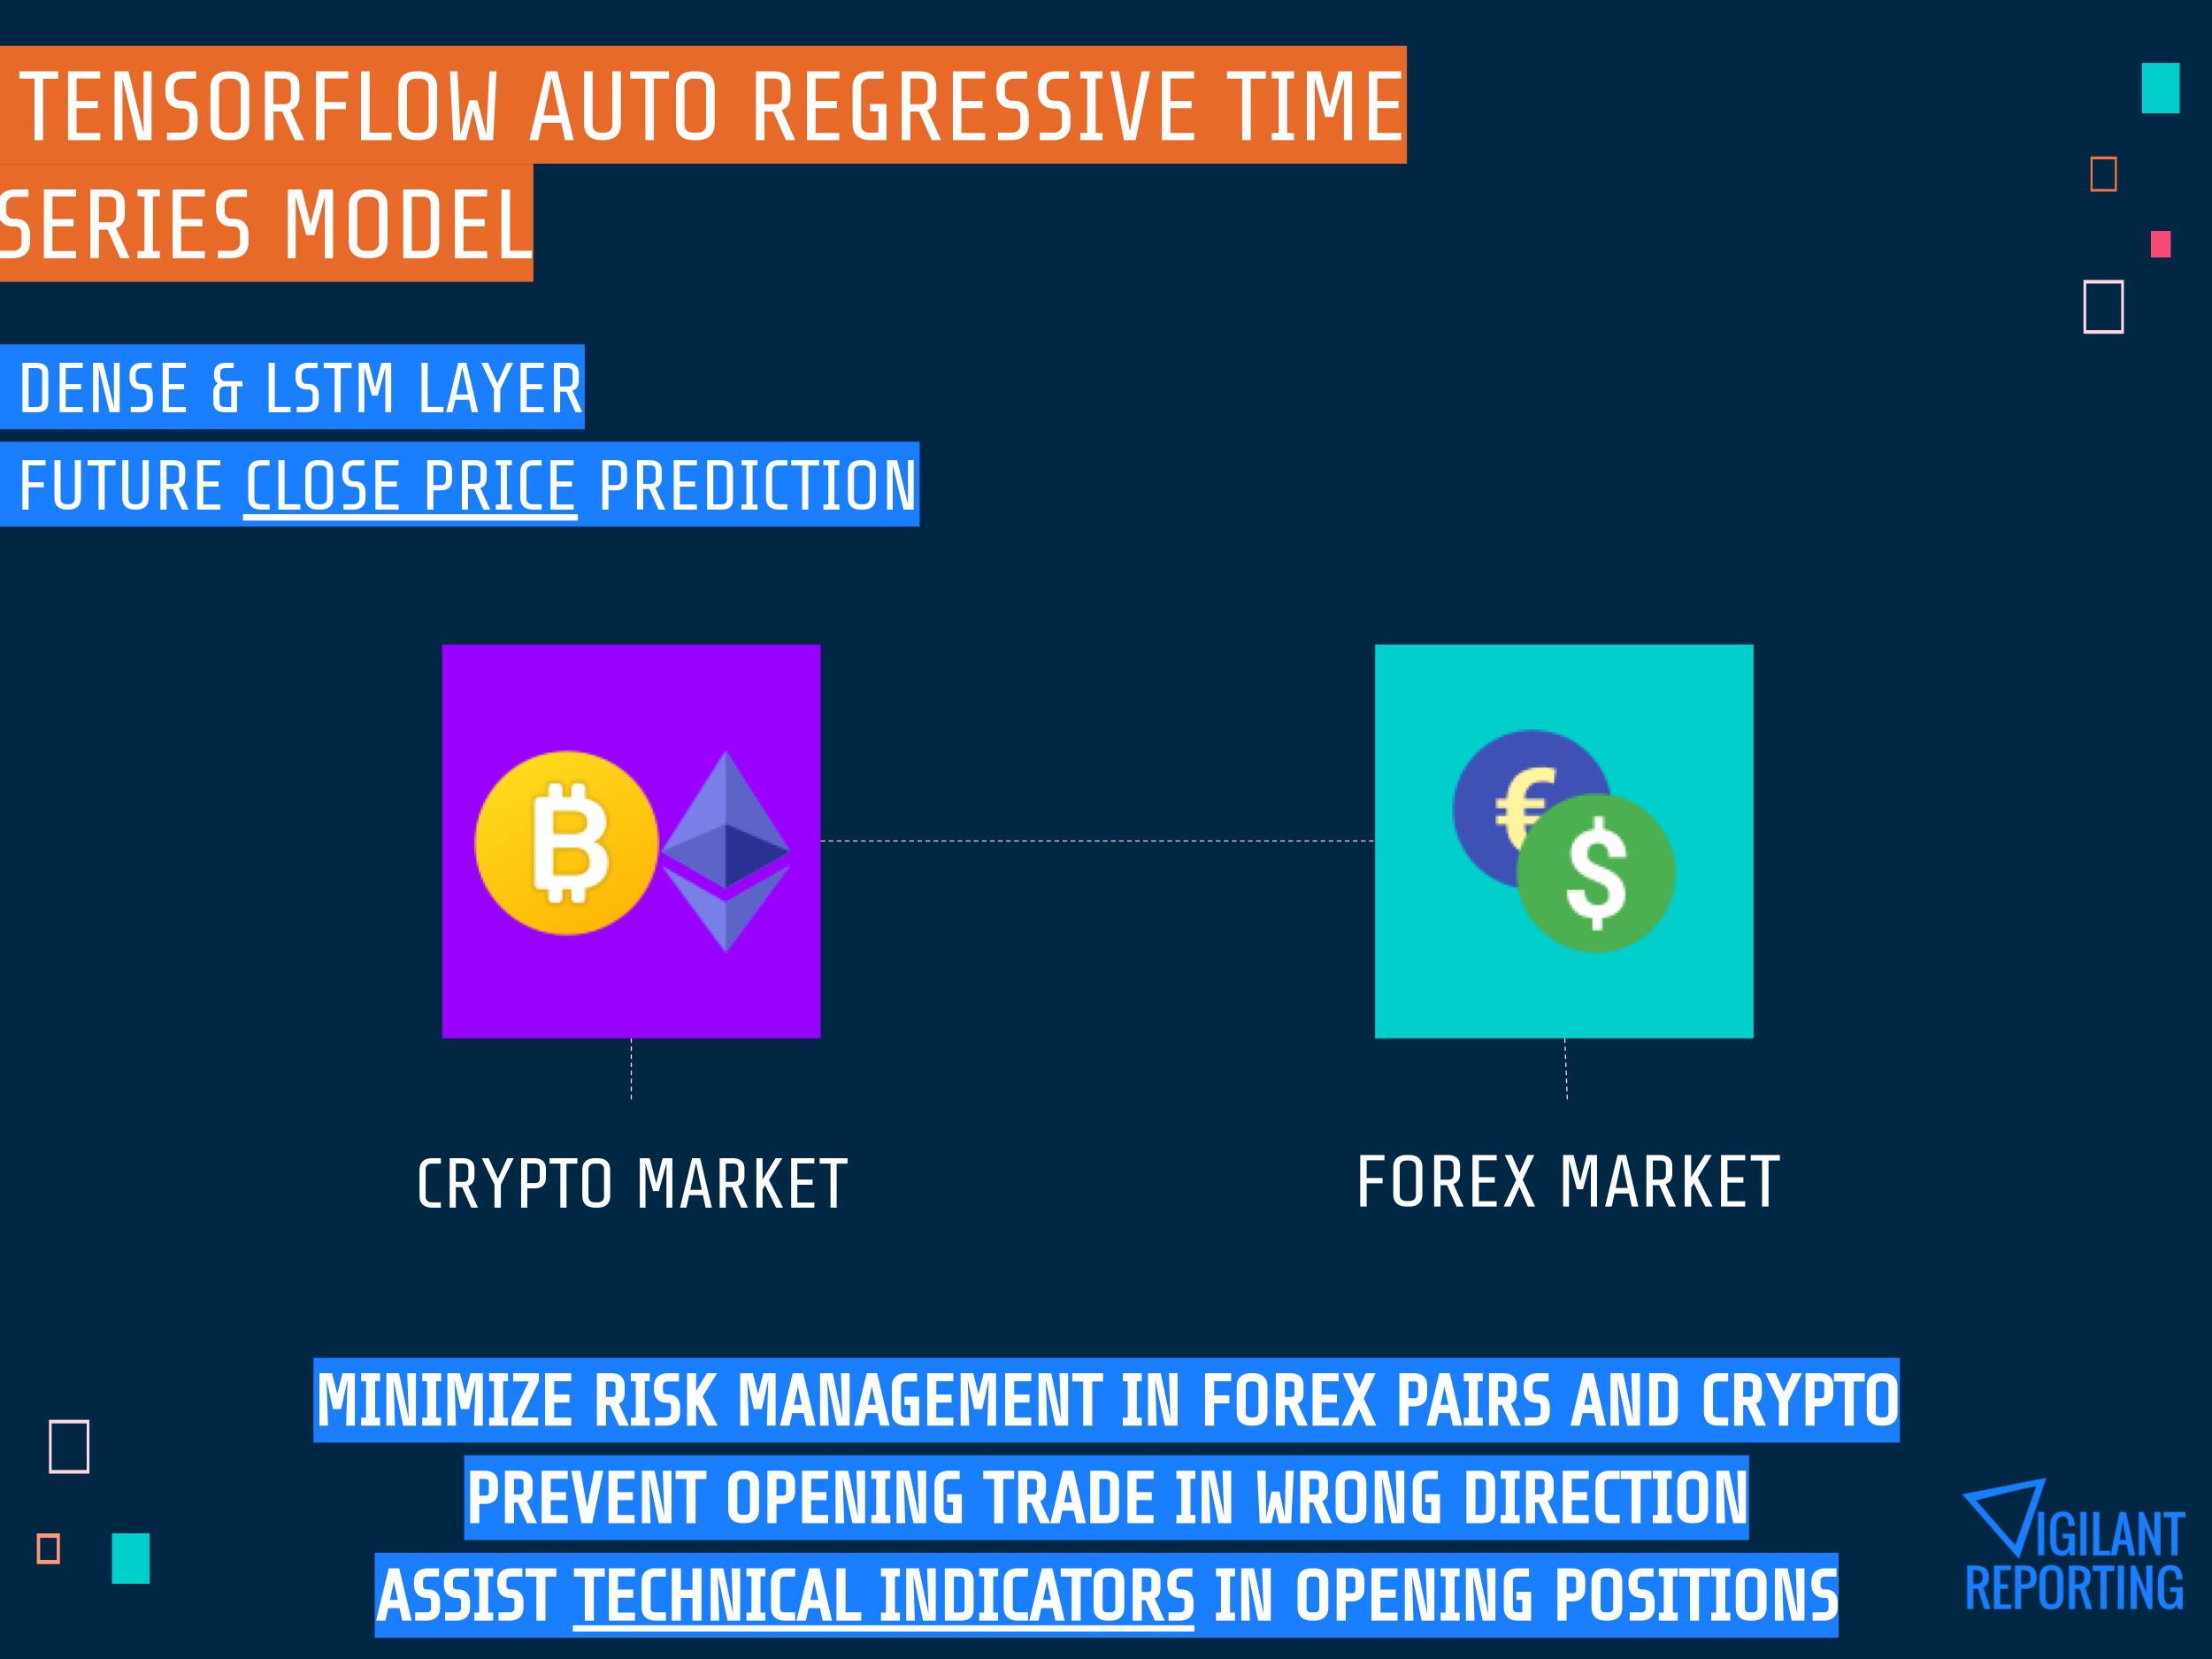 TENSORFLOW AUTO REGRESSIVE TIME
SERIES MODEL
DENSE & LSTM LAYER
FUTURE CLOSE PRICE PREDICTION
CRYPTO MARKET
FOREX MARKET
MINIMIZE RISK MANAGEMENT IN FOREX PAIRS AND CRYPTO
PREVENT OPENING TRADE IN WRONG DIRECTION
ASSIST TECHNICAL INDICATORS IN OPENING POSITIONS
VIGILANT
REPORTING